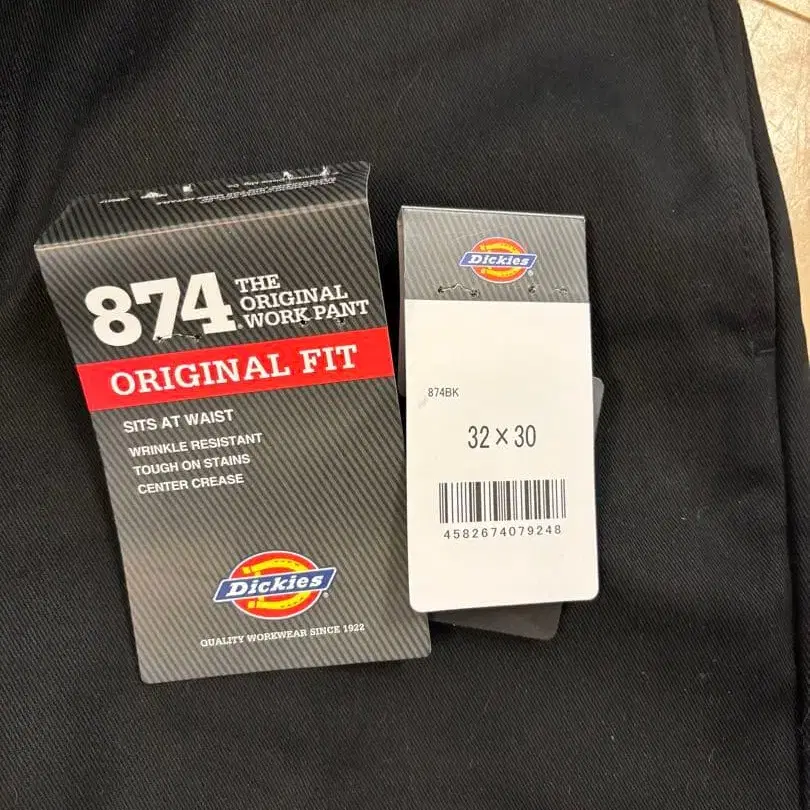 874 THE
ORIGINAL
WORK PANT
ORIGINAL FIT
SITS AT WAIST
WRINKLE RESISTANT
TOUGH ON STAINS
CENTER CREASE
Dickies®
QUALITY WORKWEAR SINCE 1922
Dickies®
874BK
32×30
4582674079248